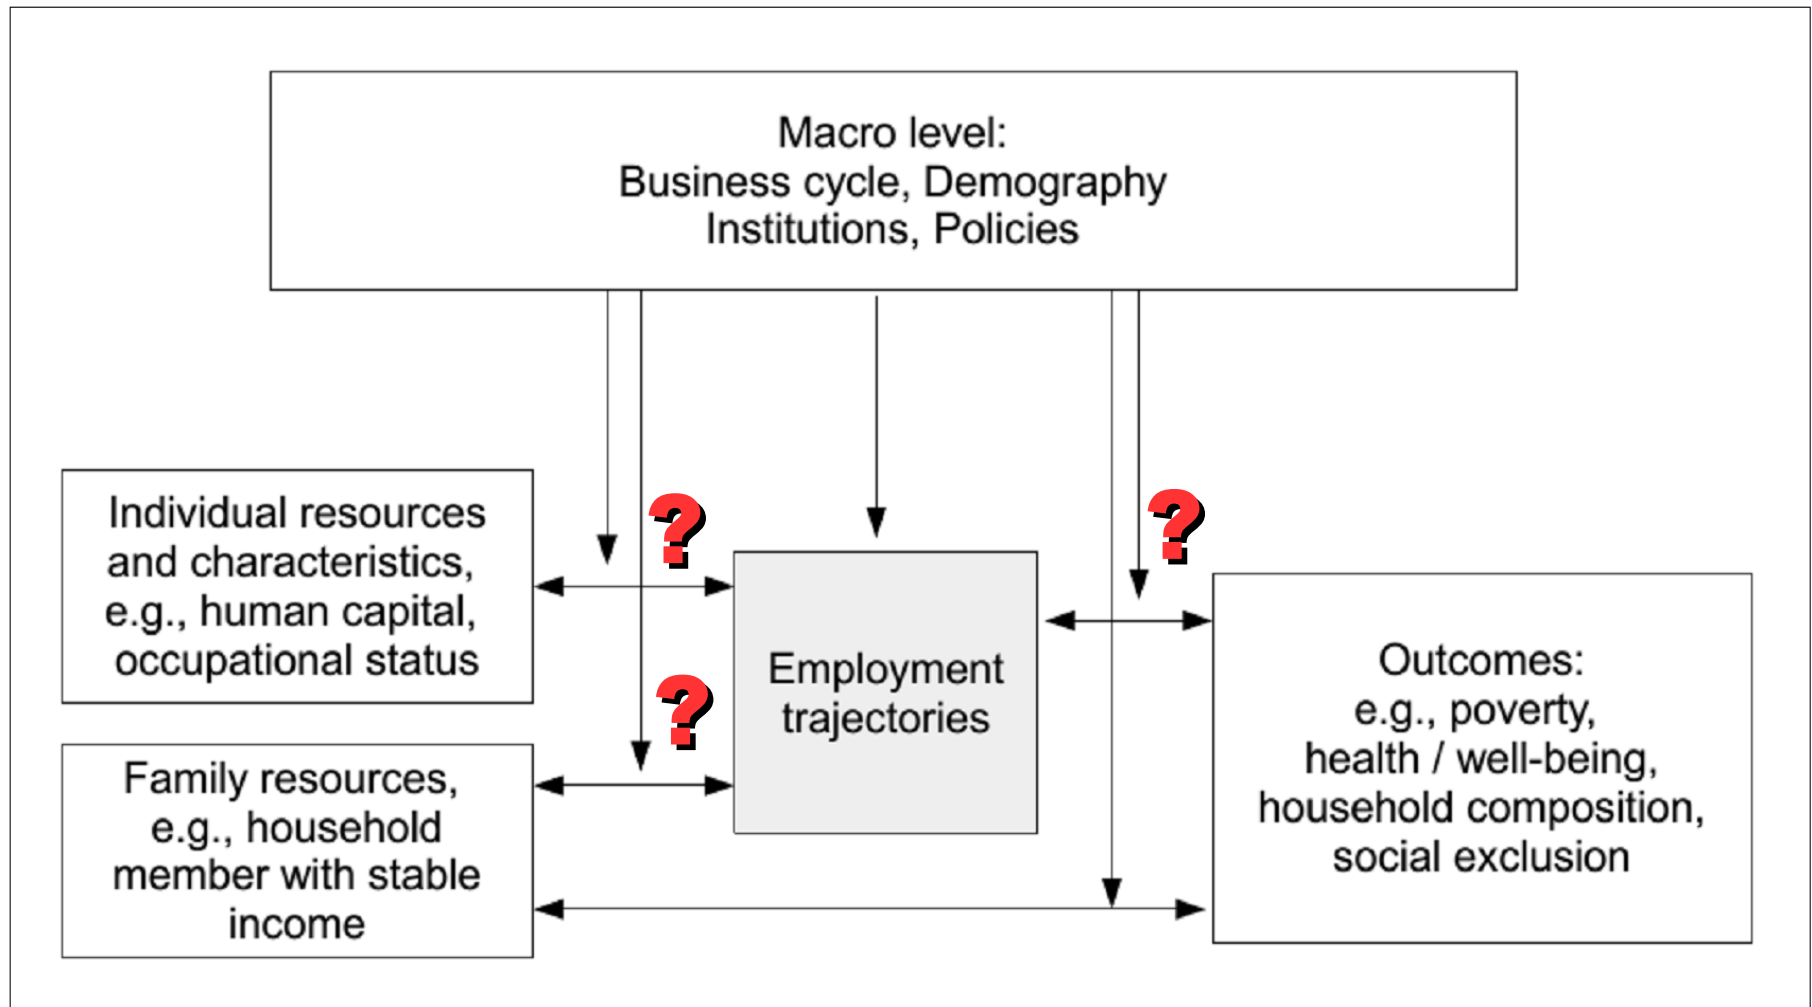 Macro level:
Business cycle, Demography
Institutions, Policies
Individual resources
and characteristics,
e.g., human capital,
occupational status
?
?
?
Employment
trajectories
Family resources,
e.g., household
member with stable
income
Outcomes:
e.g., poverty,
health / well-being,
household composition,
social exclusion